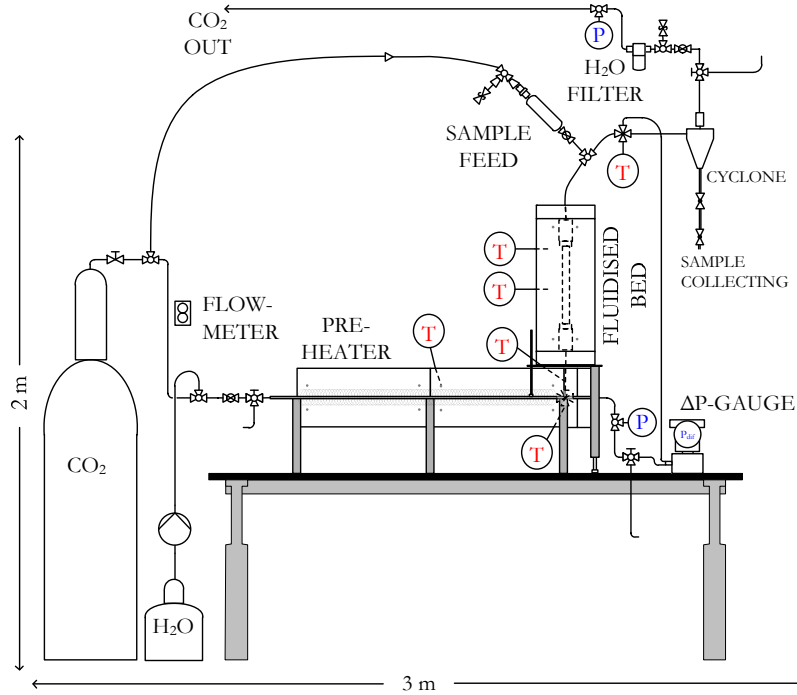 CO₂
OUT
P
H₂O
FILTER
SAMPLE
FEED
T
CYCLONE
SAMPLE
COLLECTING
T
T
FLUIDISED
BED
FLOW-
METER
PRE-
HEATER
T
T
2 m
ΔP-GAUGE
P
P_dif
T
CO₂
H₂O
3 m